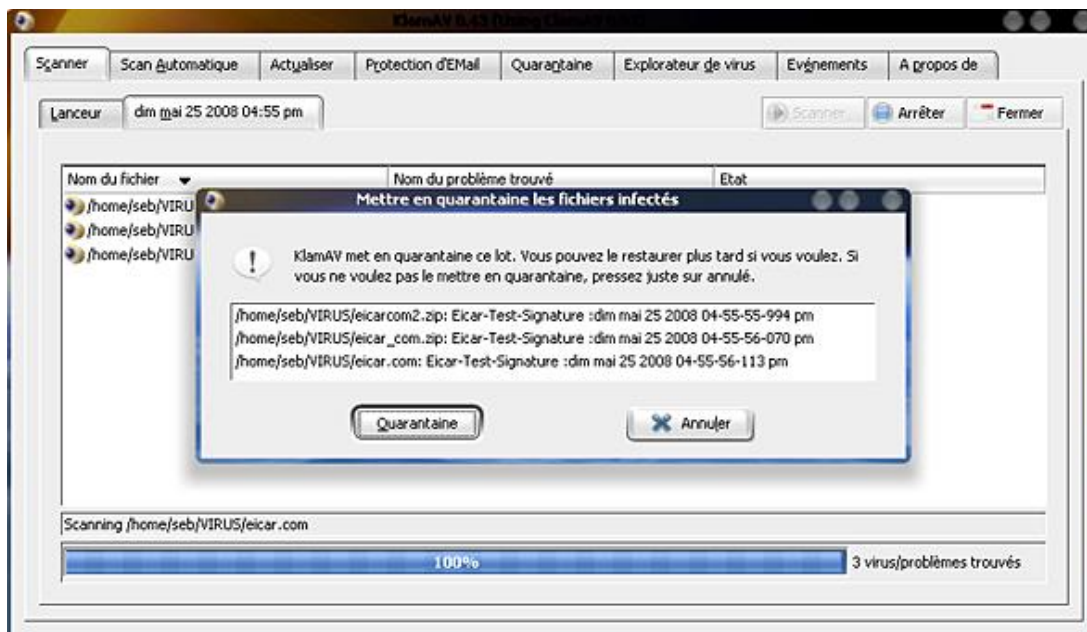 KlamAV 0.43 (Using ClamAV
Scanner Scan Automatique Actualiser Protection d'EMail Quarantaine Explorateur de virus Evénements A propos de
Lanceur dim mai 25 2008 04:55 pm Scanner Arrêter Fermer
Nom du fichier Nom du problème trouvé Etat
/home/seb/VIRU
/home/seb/VIRU
/home/seb/VIRU
Mettre en quarantaine les fichiers infectés
KlamAV met en quarantaine ce lot. Vous pouvez le restaurer plus tard si vous voulez. Si
vous ne voulez pas le mettre en quarantaine, pressez juste sur annulé.
/home/seb/VIRUS/eicarcom2.zip: Eicar-Test-Signature :dim mai 25 2008 04-55-55-994 pm
/home/seb/VIRUS/eicar_com.zip: Eicar-Test-Signature :dim mai 25 2008 04-55-56-070 pm
/home/seb/VIRUS/eicar.com: Eicar-Test-Signature :dim mai 25 2008 04-55-56-113 pm
Quarantaine Annuler
Scanning /home/seb/VIRUS/eicar.com
100% 3 virus/problèmes trouvés